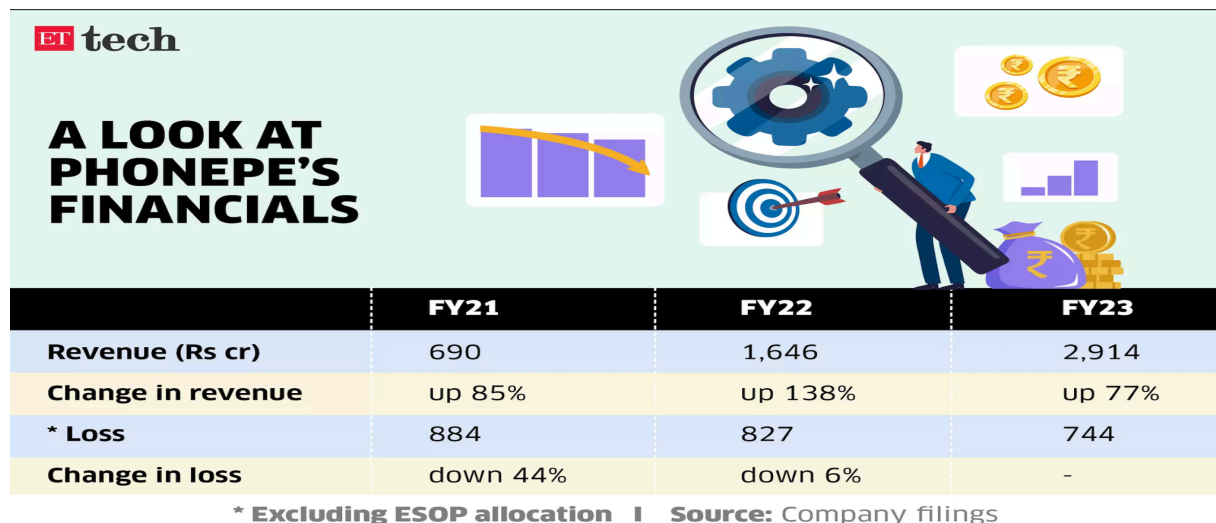 ET tech
A LOOK AT
PHONEPE'S
FINANCIALS
FY21 FY22 FY23
Revenue (Rs cr) 690 1,646 2,914
Change in revenue up 85% up 138% up 77%
* Loss 884 827 744
Change in loss down 44% down 6% -
* Excluding ESOP allocation I Source: Company filings